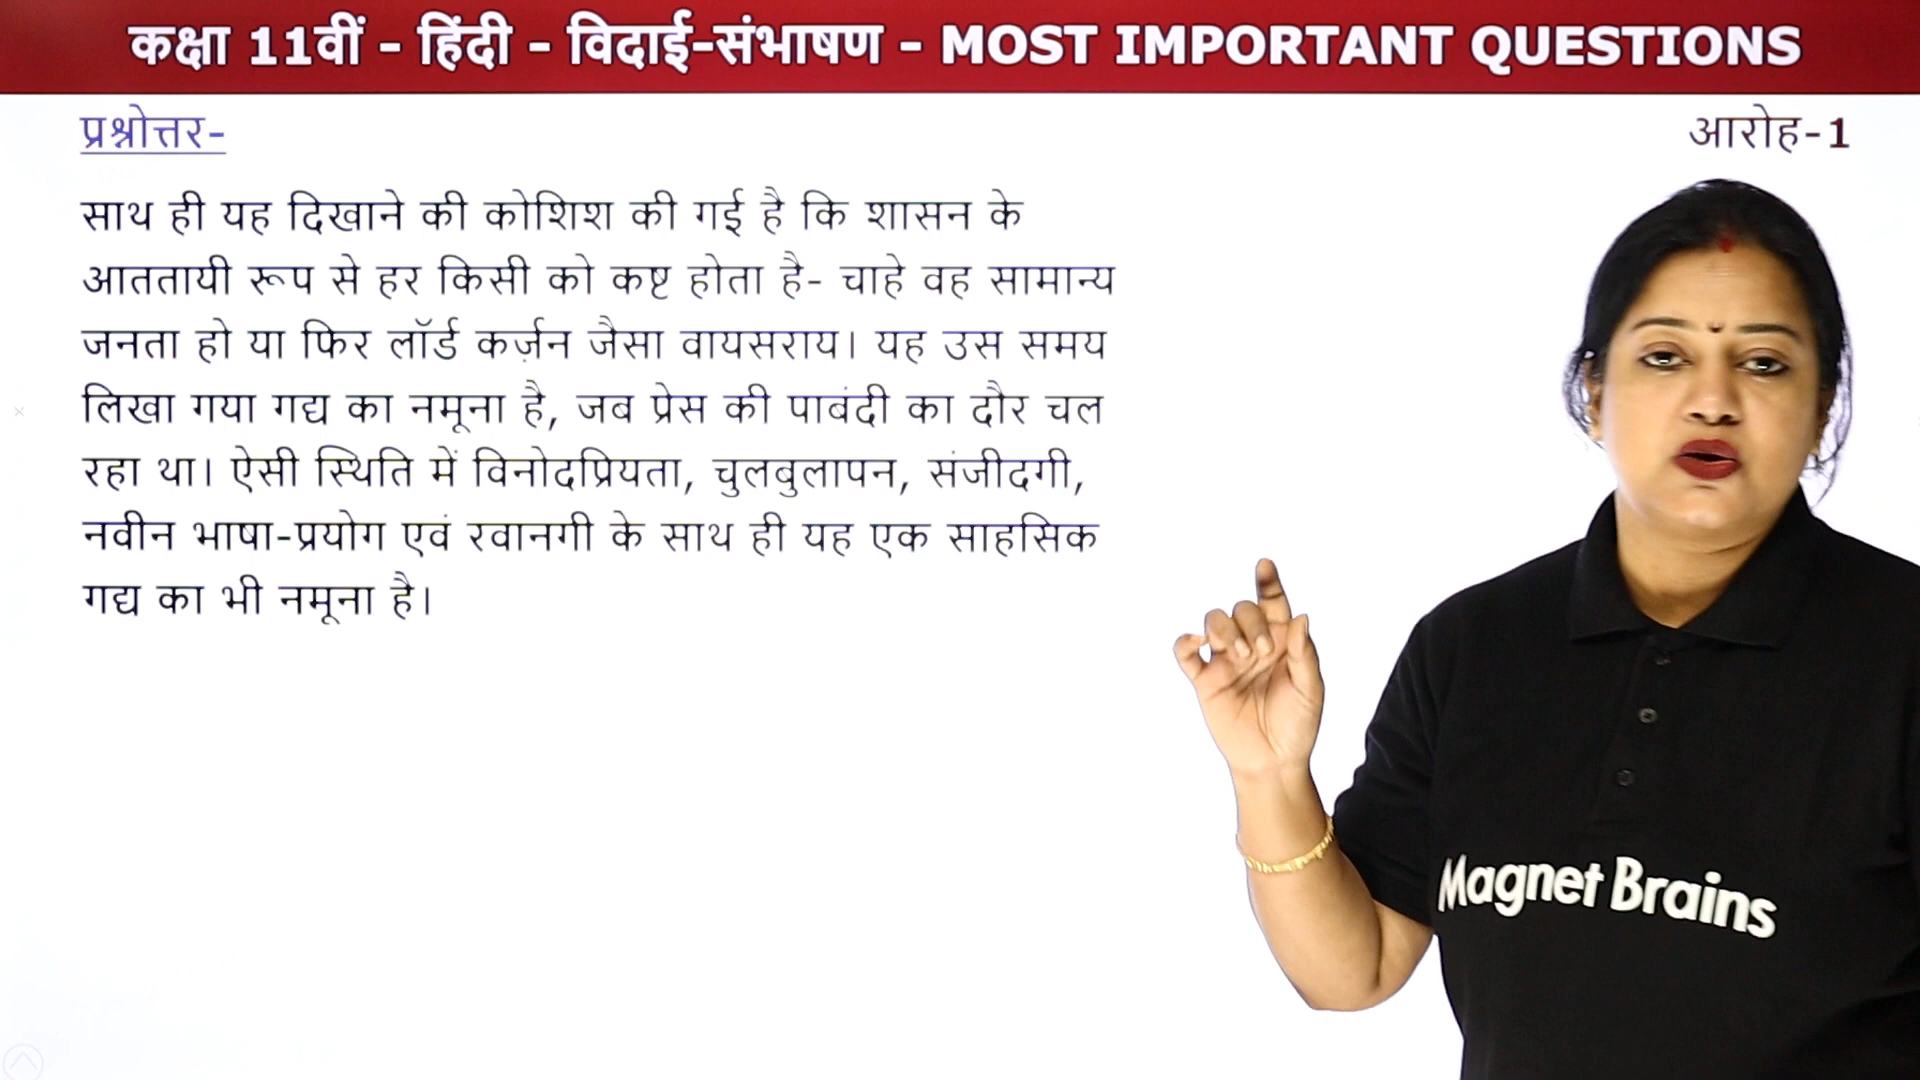 कक्षा 11वीं - हिंदी - विदाई-संभाषण - MOST IMPORTANT QUESTIONS
प्रश्नोत्तर-
आरोह-1
साथ ही यह दिखाने की कोशिश की गई है कि शासन के
आततायी रूप से हर किसी को कष्ट होता है- चाहे वह सामान्य
जनता हो या फिर लॉर्ड कर्ज़न जैसा वायसराय। यह उस समय
लिखा गया गद्य का नमूना है, जब प्रेस की पाबंदी का दौर चल
रहा था। ऐसी स्थिति में विनोदप्रियता, चुलबुलापन, संजीदगी,
नवीन भाषा-प्रयोग एवं रवानगी के साथ ही यह एक साहसिक
गद्य का भी नमूना है।
Magnet Brains